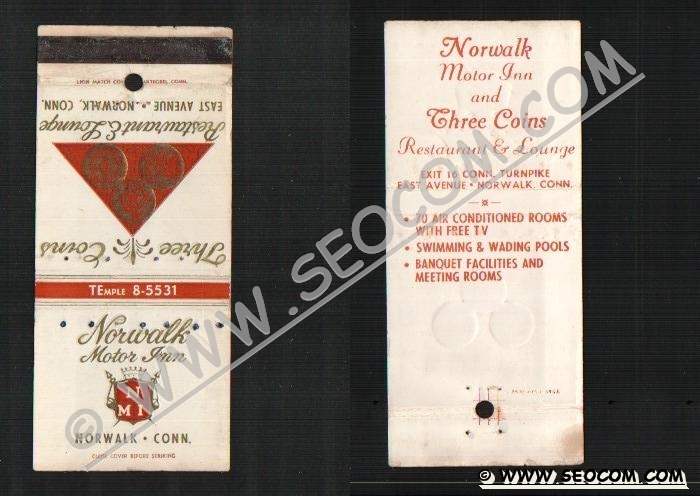 LION MATCH CORP. HARTFORD, CONN.
EAST AVENUE • NORWALK, CONN.
Restaurant & Lounge
Three Coins
TEMPLE 8-5531
Norwalk
Motor Inn
N
M I
NORWALK • CONN.
CLOSE COVER BEFORE STRIKING
Norwalk
Motor Inn
and
Three Coins
Restaurant & Lounge
EXIT 16 CONN. TURNPIKE
EAST AVENUE • NORWALK, CONN.
• 70 AIR CONDITIONED ROOMS
WITH FREE TV
• SWIMMING & WADING POOLS
• BANQUET FACILITIES AND
MEETING ROOMS
© WWW.SEOCOM.COM
© WWW.SEOCOM.COM